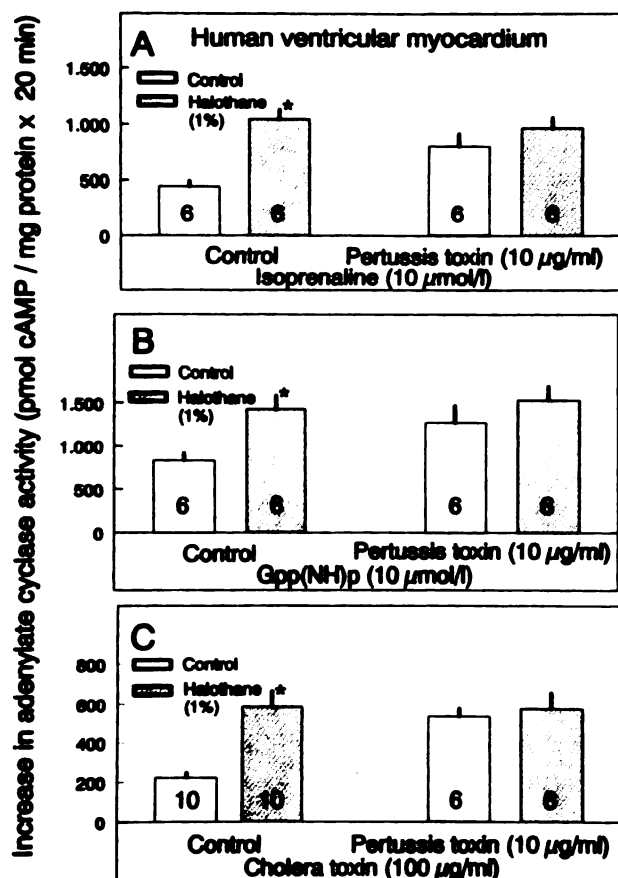 Increase in adenylate cyclase activity (pmol cAMP / mg protein x 20 min)
A Human ventricular myocardium
1.500
Control
Halothane *
(1%)
1.000
500
6 6 6 6
0
Control Pertussis toxin (10 µg/ml)
Isoprenaline (10 µmol/l)
B
Control
Halothane *
(1%)
1.500
1.000
500
6 6 6 6
0
Control Pertussis toxin (10 µg/ml)
Gpp(NH)p (10 µmol/l)
C
800
Control
Halothane *
(1%)
600
400
200
10 10 6 6
0
Control Pertussis toxin (10 µg/ml)
Cholera toxin (100 µg/ml)